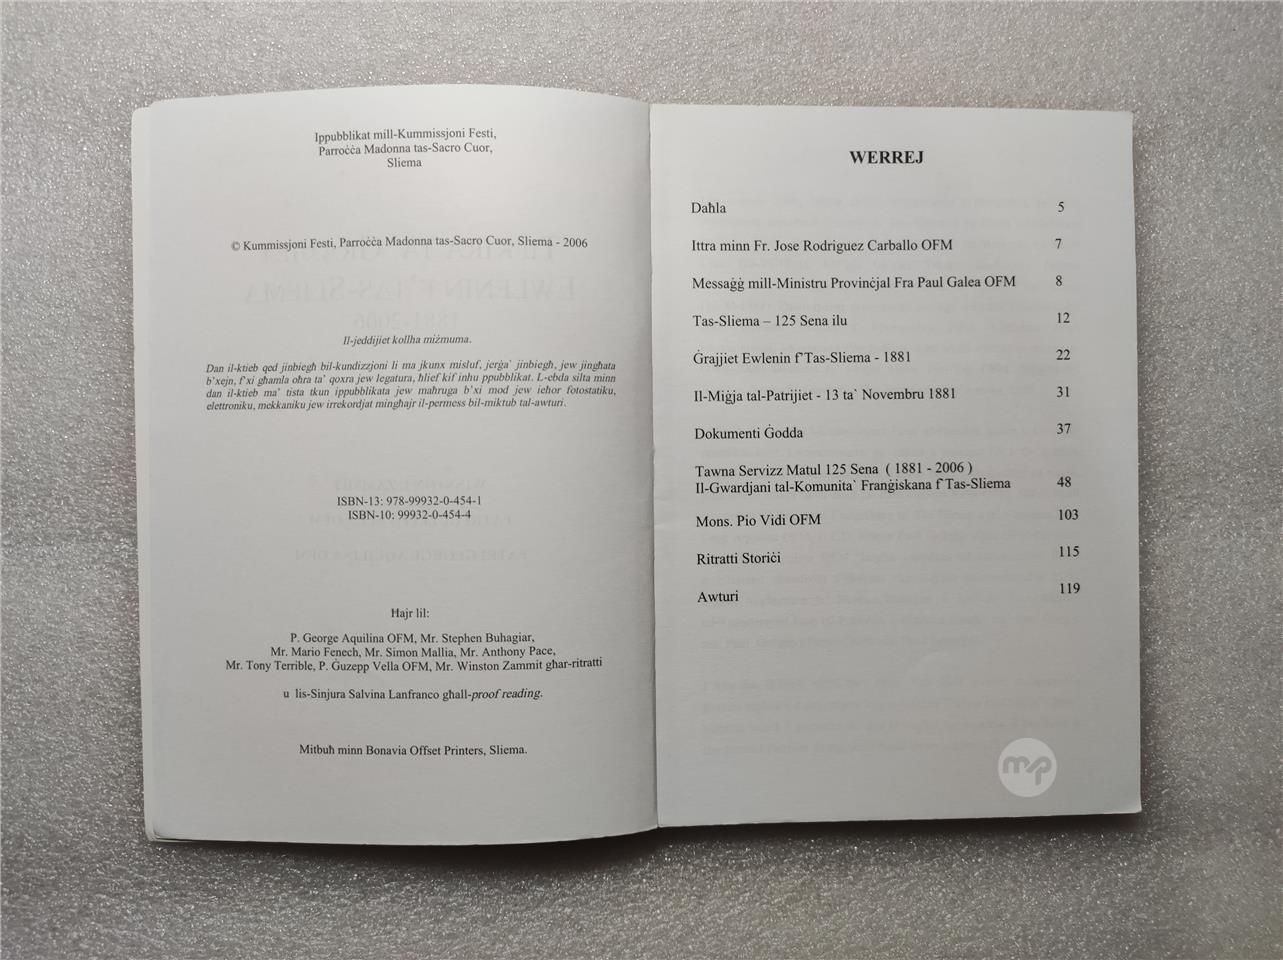 Ippubblikat mill-Kummissjoni Festi,
Parroċċa Madonna tas-Sacro Cuor,
Sliema
© Kummissjoni Festi, Parroċċa Madonna tas-Sacro Cuor, Sliema - 2006
Il-jeddijiet kollha miżmuma.
Dan il-ktieb qed jinbiegħ bil-kundizzjoni li ma jkunx misluf, jerġa` jinbiegħ, jew jingħata
b'xejn, f'xi għamla oħra ta' qoxra jew legatura, ħlief kif inhu ppubblikat. L-ebda silta minn
dan il-ktieb ma' tista tkun ippubblikata jew maħruga b'xi mod jew ieħor fotostatiku,
elettroniku, mekkaniku jew irrekordjat mingħajr il-permess bil-miktub tal-awturi.
ISBN-13: 978-99932-0-454-1
ISBN-10: 99932-0-454-4
Ħajr lil:
P. George Aquilina OFM, Mr. Stephen Buhagiar,
Mr. Mario Fenech, Mr. Simon Mallia, Mr. Anthony Pace,
Mr. Tony Terrible, P. Ġuzepp Vella OFM, Mr. Winston Zammit għar-ritratti
u lis-Sinjura Salvina Lanfranco għall-proof reading.
Mitbuħ minn Bonavia Offset Printers, Sliema.
WERREJ
Daħla 5
Ittra minn Fr. Jose Rodriguez Carballo OFM 7
Messaġġ mill-Ministru Provinċjal Fra Paul Galea OFM 8
Tas-Sliema – 125 Sena ilu 12
Ġrajjiet Ewlenin f'Tas-Sliema - 1881 22
Il-Miġja tal-Patrijiet - 13 ta` Novembru 1881 31
Dokumenti Ġodda 37
Tawna Servizz Matul 125 Sena ( 1881 - 2006 )
Il-Gwardjani tal-Komunita` Franġiskana f`Tas-Sliema 48
Mons. Pio Vidi OFM 103
Ritratti Storiċi 115
Awturi 119
mp